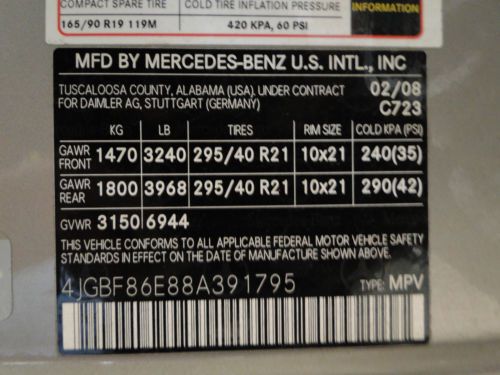 COMPACT SPARE TIRE COLD TIRE INFLATION PRESSURE
165/90 R19 119M 420 KPA, 60 PSI INFORMATION
MFD BY MERCEDES-BENZ U.S. INTL., INC
TUSCALOOSA COUNTY, ALABAMA (USA). UNDER CONTRACT 02/08
FOR DAIMLER AG, STUTTGART (GERMANY) C723
KG LB TIRES RIM SIZE COLD KPA (PSI)
GAWR FRONT 1470 3240 295/40 R21 10x21 240(35)
GAWR REAR 1800 3968 295/40 R21 10x21 290(42)
GVWR 3150 6944
THIS VEHICLE CONFORMS TO ALL APPLICABLE FEDERAL MOTOR VEHICLE SAFETY
STANDARDS IN EFFECT ON THE DATE OF MANUFACTURE SHOWN ABOVE.
4JGBF86E88A391795 TYPE: MPV